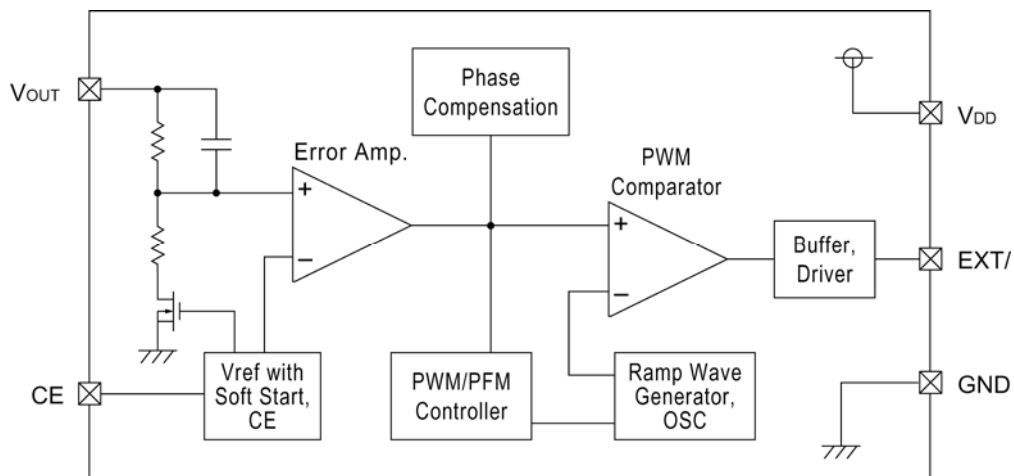 VOUT
Phase
Compensation
VDD
Error Amp.
+
−
PWM
Comparator
+
−
Buffer,
Driver
EXT/
CE
Vref with
Soft Start,
CE
PWM/PFM
Controller
Ramp Wave
Generator,
OSC
GND